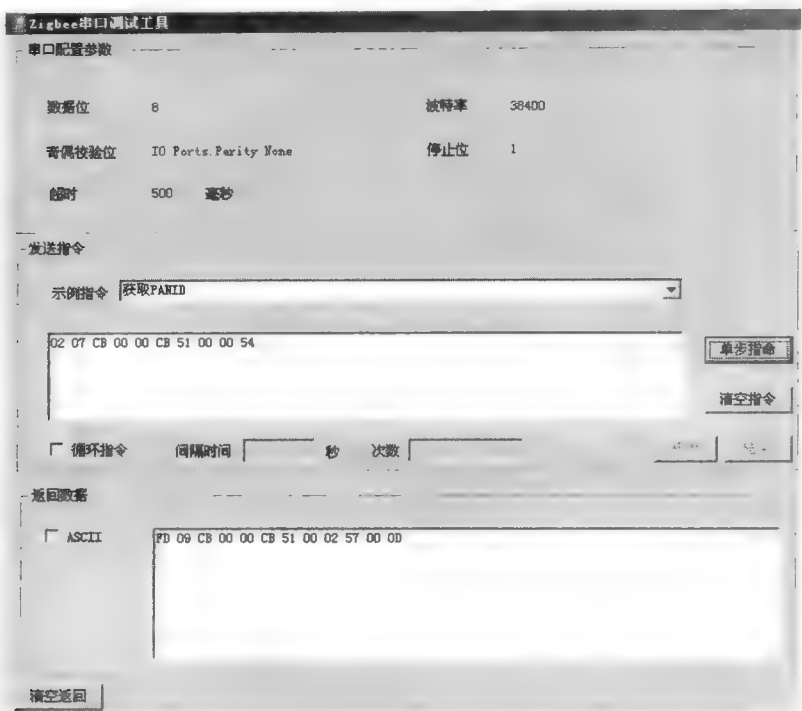 Zigbee串口调试工具
串口配置参数
数据位 8 波特率 38400
奇偶校验位 IO Ports.Parity None 停止位 1
超时 500 毫秒
发送指令
示例指令 获取PANID
02 07 CB 00 00 CB 51 00 00 54
单步指命
清空指令
循环指令 间隔时间 秒 次数
返回数据
ASCII FD 09 CB 00 00 CB 51 00 02 57 00 0D
清空返回